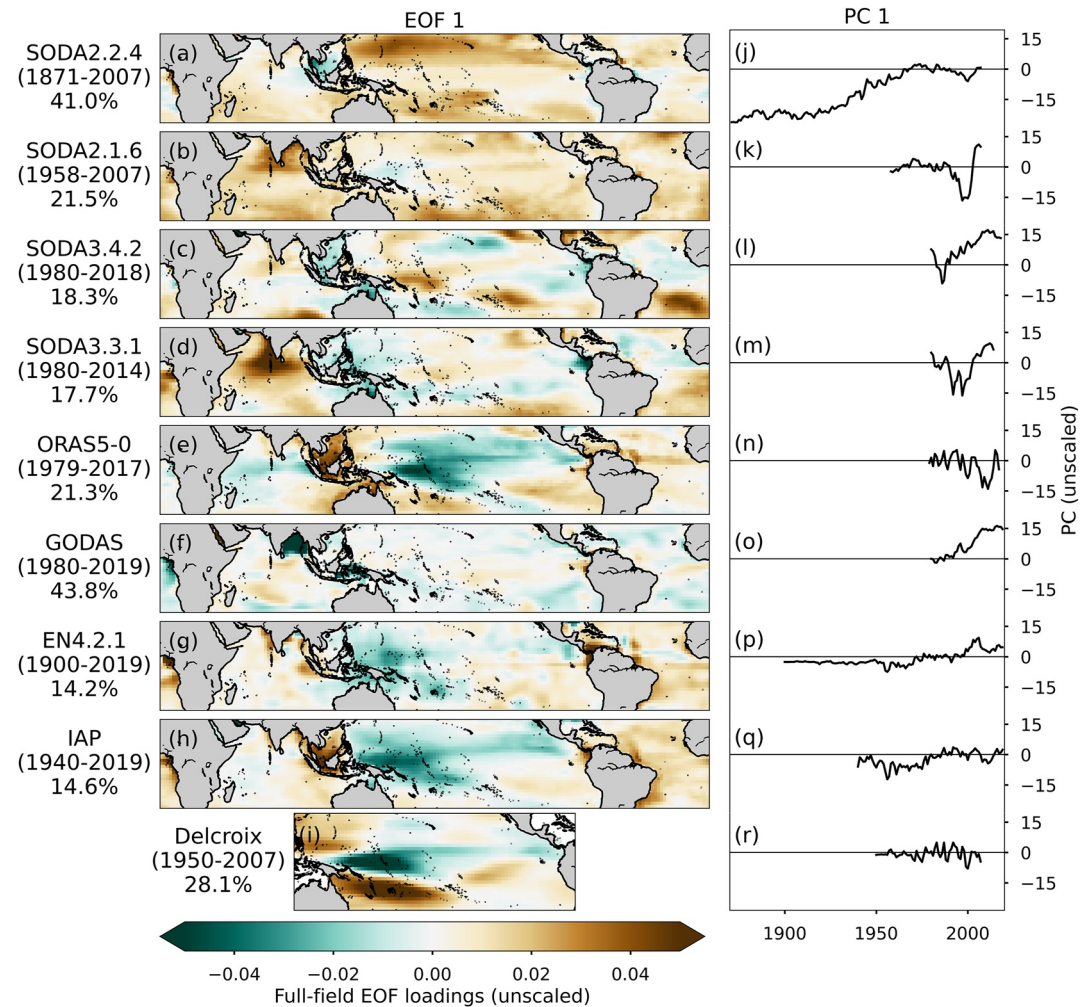 EOF 1
PC 1
SODA2.2.4
(1871-2007)
41.0%
(a)
(j)
15
0
−15
SODA2.1.6
(1958-2007)
21.5%
(b)
(k)
15
0
−15
SODA3.4.2
(1980-2018)
18.3%
(c)
(l)
15
0
−15
SODA3.3.1
(1980-2014)
17.7%
(d)
(m)
15
0
−15
ORAS5-0
(1979-2017)
21.3%
(e)
(n)
15
0
−15
GODAS
(1980-2019)
43.8%
(f)
(o)
15
0
−15
EN4.2.1
(1900-2019)
14.2%
(g)
(p)
15
0
−15
IAP
(1940-2019)
14.6%
(h)
(q)
15
0
−15
Delcroix
(1950-2007)
28.1%
(i)
(r)
15
0
−15
PC (unscaled)
1900 1950 2000
−0.04 −0.02 0.00 0.02 0.04
Full-field EOF loadings (unscaled)